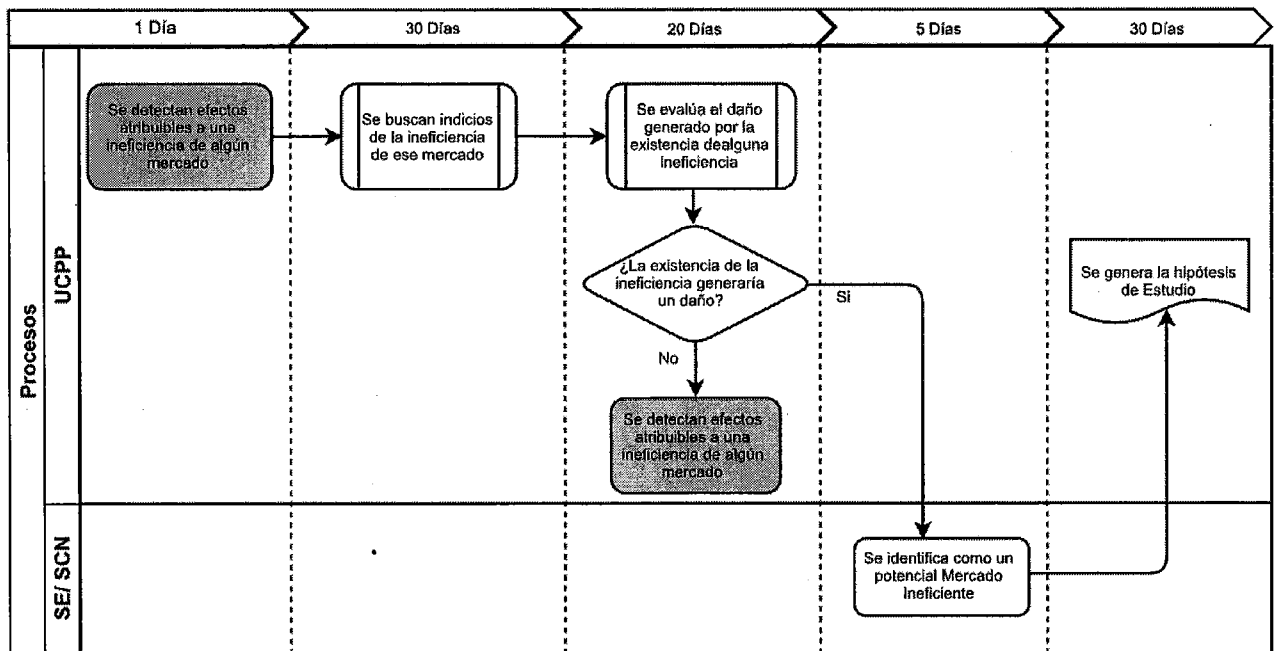 1 Día
30 Días
20 Días
5 Días
30 Días
Procesos
UCPP
SE/ SCN
Se detectan efectos
atribuibles a una
ineficiencia de algún
mercado
Se buscan indicios
de la ineficiencia
de ese mercado
Se evalúa el daño
generado por la
existencia dealguna
Ineficiencia
¿La existencia de la
ineficiencia generaría
un daño?
Si
No
Se detectan efectos
atribuibles a una
ineficiencia de algún
mercado
Se identifica como un
potencial Mercado
Ineficiente
Se genera la hipótesis
de Estudio